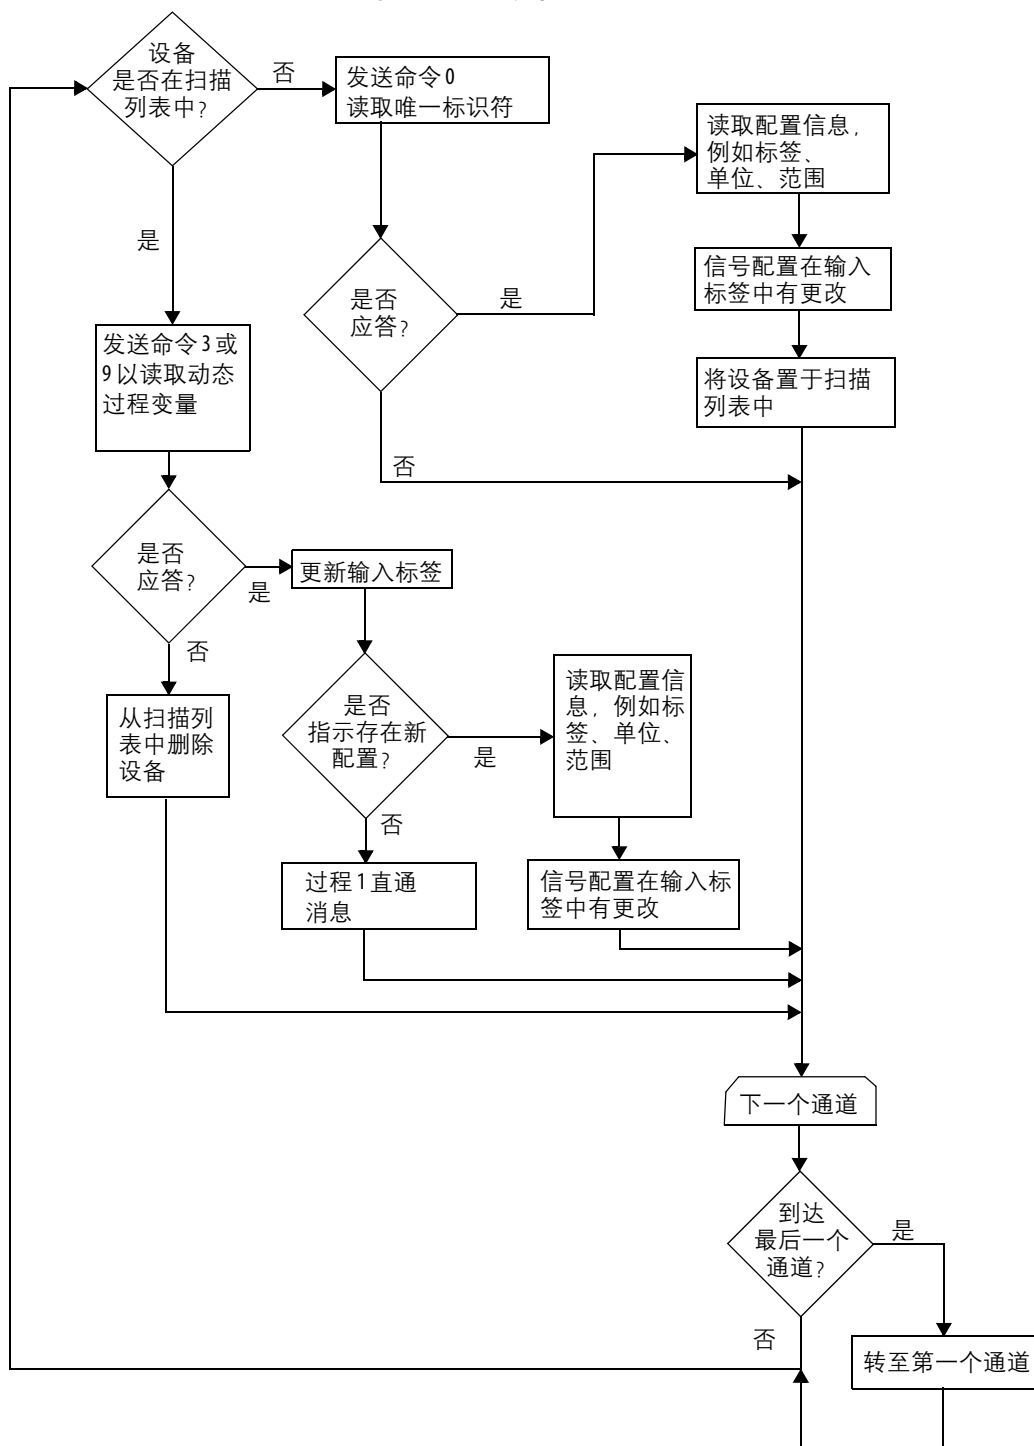 设备
是否在扫描
列表中?
否
发送命令0
读取唯一标识符
读取配置信息，
例如标签、
单位、范围
是
信号配置在输入
标签中有更改
是否
应答?
是
发送命令3或
9以读取动态
过程变量
将设备置于扫描
列表中
否
是否
应答?
是
更新输入标签
否
从扫描列
表中删除
设备
是否
指示存在新
配置?
是
读取配置信
息，例如标
签、单位、
范围
否
过程1直通
消息
信号配置在输入标
签中有更改
下一个通道
到达
最后一个
通道?
是
否
转至第一个通道